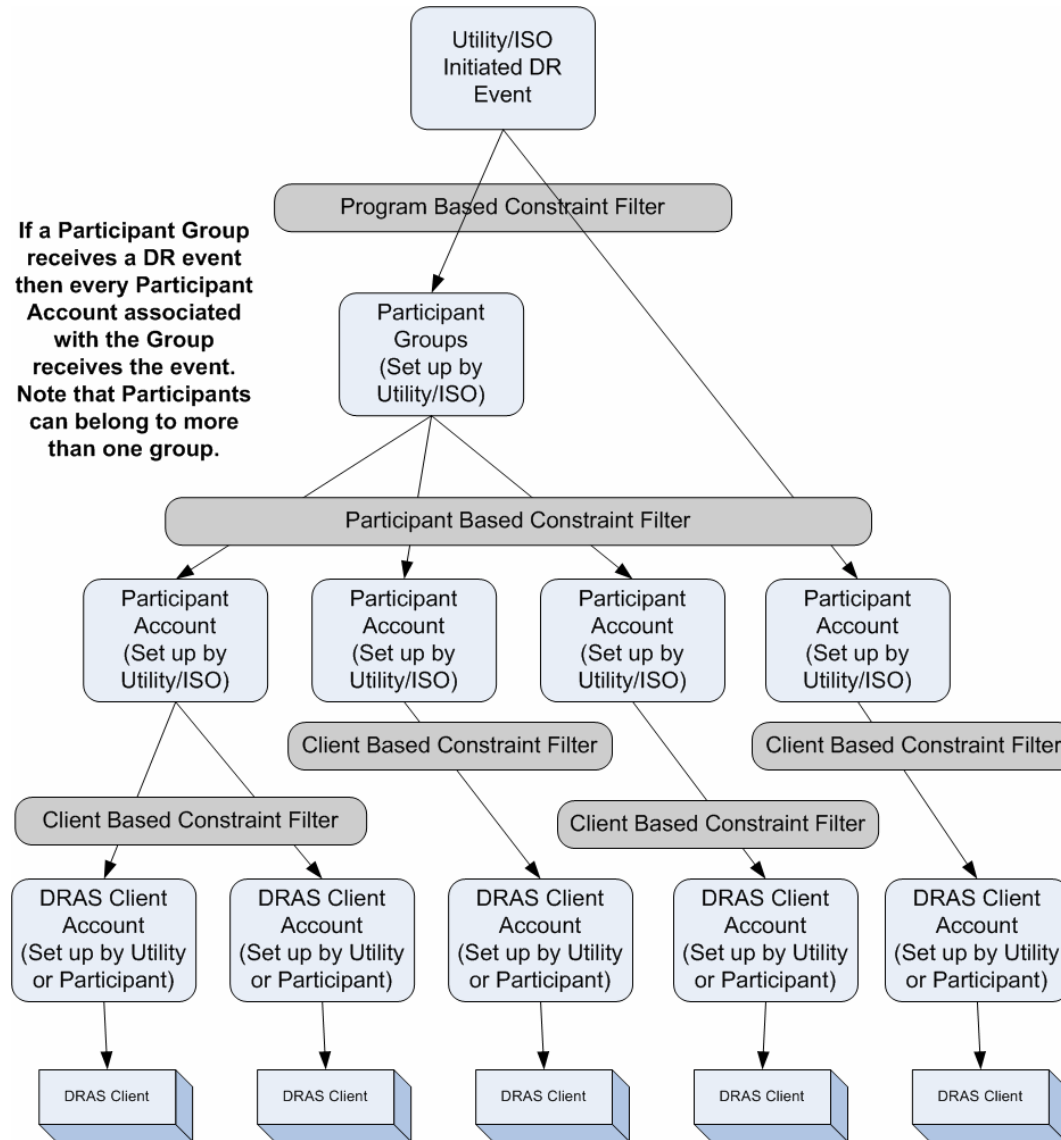 Utility/ISO
Initiated DR
Event
Program Based Constraint Filter
If a Participant Group
receives a DR event
then every Participant
Account associated
with the Group
receives the event.
Note that Participants
can belong to more
than one group.
Participant
Groups
(Set up by
Utility/ISO)
Participant Based Constraint Filter
Participant
Account
(Set up by
Utility/ISO)
Participant
Account
(Set up by
Utility/ISO)
Participant
Account
(Set up by
Utility/ISO)
Participant
Account
(Set up by
Utility/ISO)
Client Based Constraint Filter
Client Based Constraint Filter
Client Based Constraint Filter
Client Based Constraint Filter
DRAS Client
Account
(Set up by Utility
or Participant)
DRAS Client
Account
(Set up by Utility
or Participant)
DRAS Client
Account
(Set up by Utility
or Participant)
DRAS Client
Account
(Set up by Utility
or Participant)
DRAS Client
Account
(Set up by Utility
or Participant)
DRAS Client
DRAS Client
DRAS Client
DRAS Client
DRAS Client